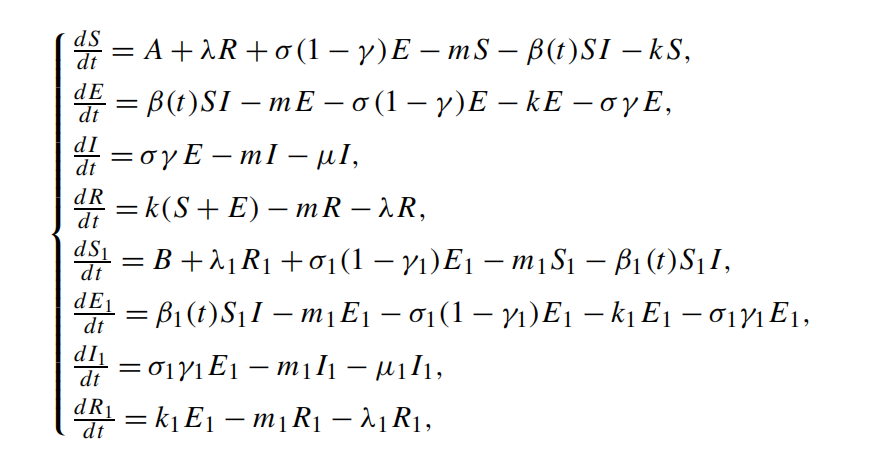 dS/dt = A + λR + σ(1 − γ)E − mS − β(t)SI − kS,
dE/dt = β(t)SI − mE − σ(1 − γ)E − kE − σγE,
dI/dt = σγE − mI − μI,
dR/dt = k(S + E) − mR − λR,
dS₁/dt = B + λ₁R₁ + σ₁(1 − γ₁)E₁ − m₁S₁ − β₁(t)S₁I,
dE₁/dt = β₁(t)S₁I − m₁E₁ − σ₁(1 − γ₁)E₁ − k₁E₁ − σ₁γ₁E₁,
dI₁/dt = σ₁γ₁E₁ − m₁I₁ − μ₁I₁,
dR₁/dt = k₁E₁ − m₁R₁ − λ₁R₁,